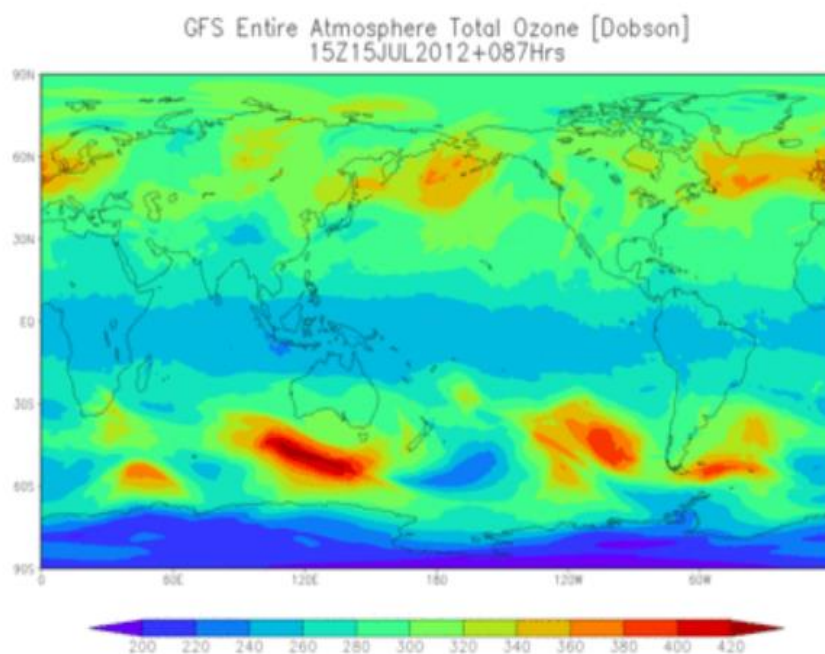 GFS Entire Atmosphere Total Ozone [Dobson]
15Z15JUL2012+087Hrs
90N
60N
30N
EQ
30S
60S
90S
0 60E 120E 180 120W 60W
200 220 240 260 280 300 320 340 360 380 400 420